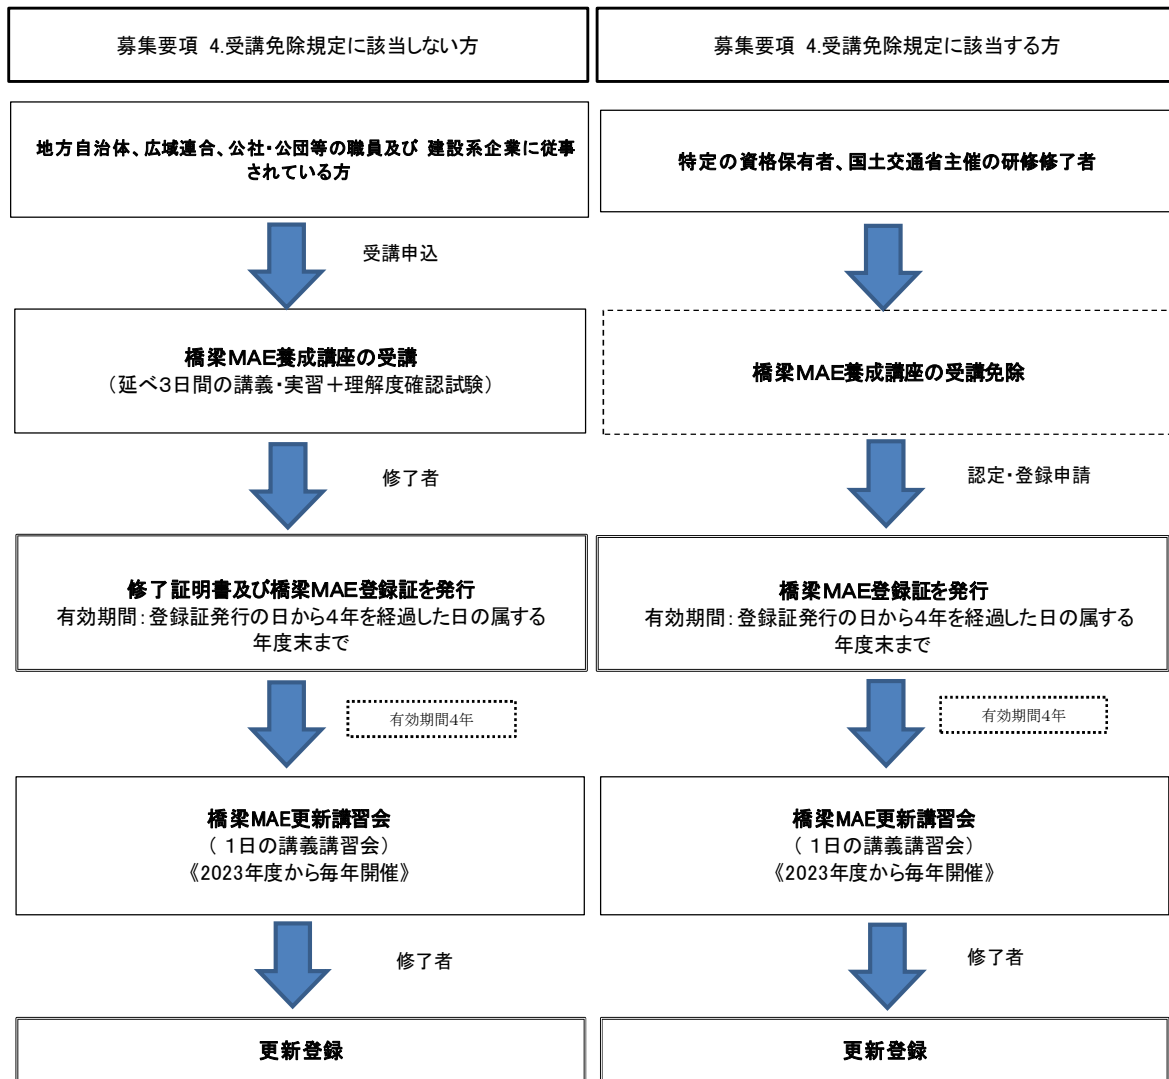 募集要項 4.受講免除規定に該当しない方
地方自治体、広域連合、公社・公団等の職員及び 建設系企業に従事
されている方
受講申込
橋梁MAE養成講座の受講
（延べ3日間の講義・実習＋理解度確認試験）
修了者
修了証明書及び橋梁MAE登録証を発行
有効期間：登録証発行の日から4年を経過した日の属する
年度末まで
有効期間4年
橋梁MAE更新講習会
（ 1日の講義講習会）
《2023年度から毎年開催》
修了者
更新登録
募集要項 4.受講免除規定に該当する方
特定の資格保有者、国土交通省主催の研修修了者
橋梁MAE養成講座の受講免除
認定・登録申請
橋梁MAE登録証を発行
有効期間：登録証発行の日から4年を経過した日の属する
年度末まで
有効期間4年
橋梁MAE更新講習会
（ 1日の講義講習会）
《2023年度から毎年開催》
修了者
更新登録